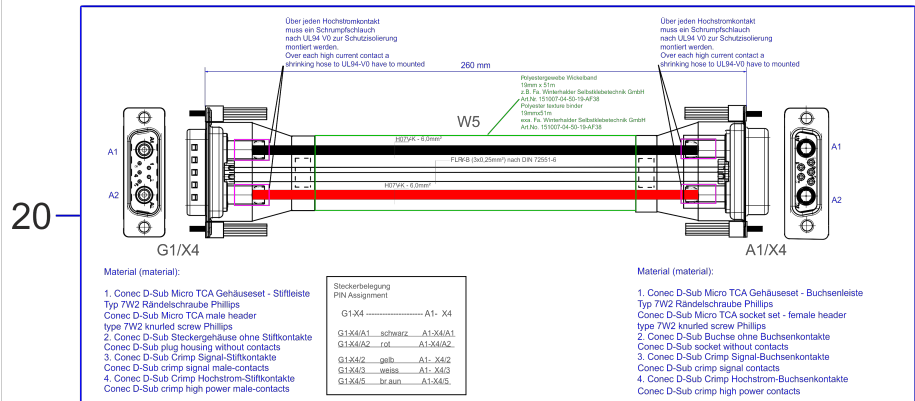 Über jeden Hochstromkontakt
muss ein Schrumpfschlauch
nach UL94 V0 zur Schutzisolierung
montiert werden.
Over each high current contact a
shrinking hose to UL94-V0 have to mounted
Über jeden Hochstromkontakt
muss ein Schrumpfschlauch
nach UL94 V0 zur Schutzisolierung
montiert werden.
Over each high current contact a
shrinking hose to UL94-V0 have to mounted
260 mm
Polyestergewebe Wickelband
19mm x 51m
z.B. Fa. Winterhalder Selbstklebetechnik GmbH
Art.Nr. 151007-04-50-19-AF38
Polyester texture binder
19mmx51m
exa. Fa. Winterhalder Selbstklebetechnik GmbH
Art.No. 151007-04-50-19-AF38
W5
H07V-K - 6.0mm²
FLRY-B (3x0,25mm²) nach DIN 72551-6
H07V-K - 6.0mm²
A1
A2
A1
A2
20
G1/X4
A1/X4
Material (material):
1. Conec D-Sub Micro TCA Gehäuseset - Stiftleiste
Typ 7W2 Rändelschraube Phillips
Conec D-Sub Micro TCA male header
type 7W2 knurled screw Phillips
2. Conec D-Sub Steckergehäuse ohne Stiftkontakte
Conec D-Sub plug housing without contacts
3. Conec D-Sub Crimp Signal-Stiftkontakte
Conec D-Sub crimp signal male-contacts
4. Conec D-Sub Crimp Hochstrom-Stiftkontakte
Conec D-Sub crimp high power male-contacts
Steckerbelegung
PIN Assignment
G1-X4 -------------------- A1- X4
G1-X4/A1 schwarz A1-X4/A1
G1-X4/A2 rot A1-X4/A2
G1-X4/2 gelb A1- X4/2
G1-X4/3 weiss A1- X4/3
G1-X4/5 braun A1-X4/5
Material (material):
1. Conec D-Sub Micro TCA Gehäuseset - Buchsenleiste
Typ 7W2 Rändelschraube Phillips
Conec D-Sub Micro TCA socket set - female header
type 7W2 knurled screw Phillips
2. Conec D-Sub Buchse ohne Buchsenkontakte
Conec D-Sub socket without contacts
3. Conec D-Sub Crimp Signal-Buchsenkontakte
Conec D-Sub crimp signal contacts
4. Conec D-Sub Crimp Hochstrom-Buchsenkontakte
Conec D-Sub crimp high power contacts